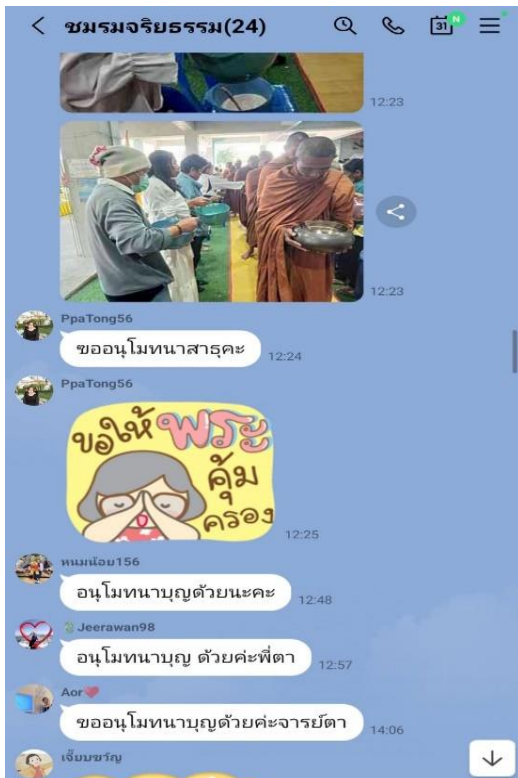 ชมรมจริยธรรม(24)
31
N
12:23
12:23
PpaTong56
ขออนุโมทนาสาธุคะ
12:24
PpaTong56
ขอให้พระ
คุ้ม
ครอง
12:25
หนมน้อย156
อนุโมทนาบุญด้วยนะคะ
12:48
Jeerawan98
อนุโมทนาบุญ ด้วยค่ะพี่ตา
12:57
Aor
ขออนุโมทนาบุญด้วยค่ะจารย์ตา
14:06
เจี๊ยบขวัญ